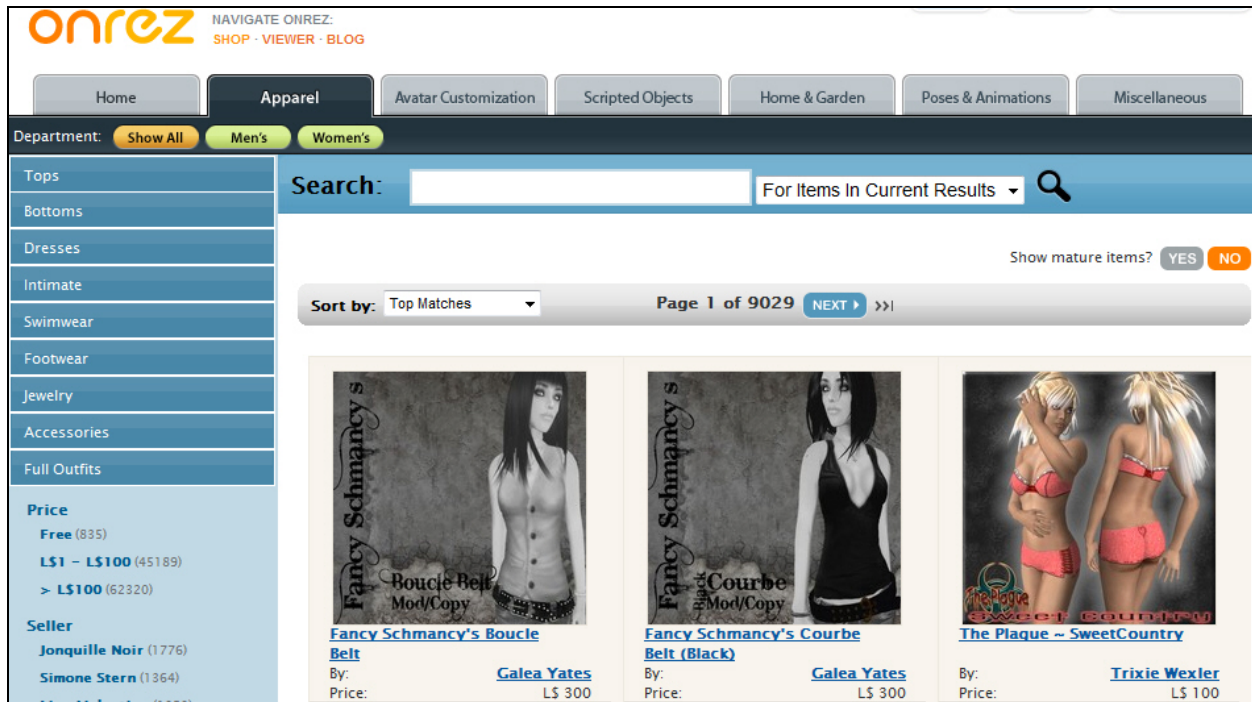 onrez
NAVIGATE ONREZ:
SHOP · VIEWER · BLOG
Home
Apparel
Avatar Customization
Scripted Objects
Home & Garden
Poses & Animations
Miscellaneous
Department: Show All Men's Women's
Tops
Bottoms
Dresses
Intimate
Swimwear
Footwear
Jewelry
Accessories
Full Outfits
Price
Free (835)
L$1 – L$100 (45189)
> L$100 (62320)
Seller
Jonquille Noir (1776)
Simone Stern (1364)
Search: For Items In Current Results
Show mature items? YES NO
Sort by: Top Matches Page 1 of 9029 NEXT
Fancy Schmancy's
Boucle Belt
Mod/Copy
Fancy Schmancy's Boucle
Belt
By: Galea Yates
Price: L$ 300
Fancy Schmancy's
Black
Courbe
Mod/Copy
Fancy Schmancy's Courbe
Belt (Black)
By: Galea Yates
Price: L$ 300
The Plaque
SWEET COUNTRY
The Plaque ~ SweetCountry
By: Trixie Wexler
Price: L$ 100